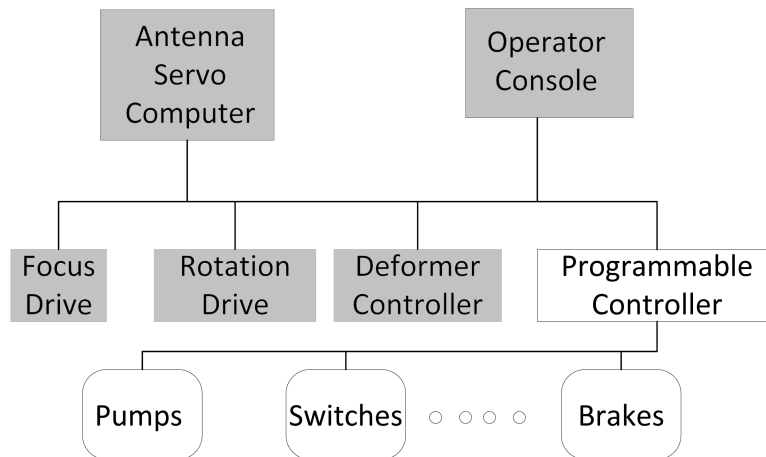 Antenna
Servo
Computer
Operator
Console
Focus
Drive
Rotation
Drive
Deformer
Controller
Programmable
Controller
Pumps
Switches
Brakes